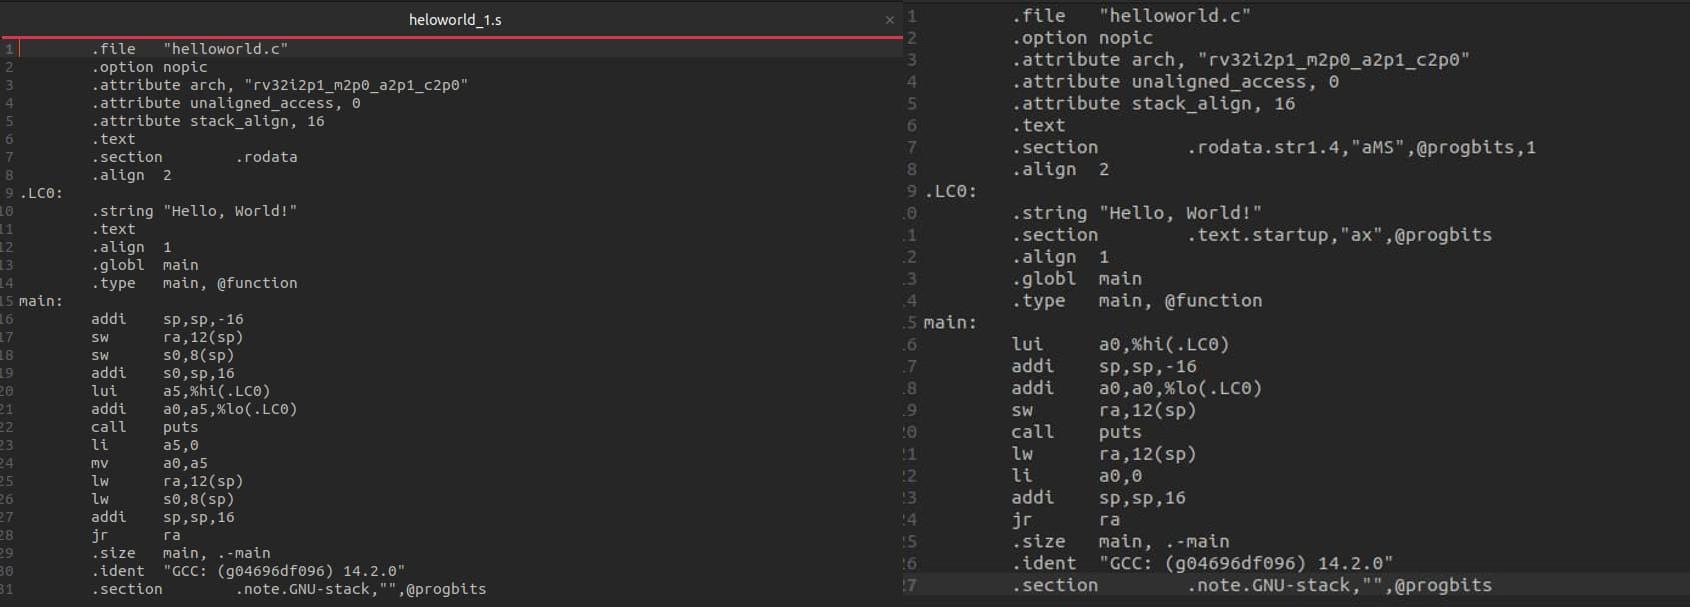 heloworld_1.s ×
1 .file "helloworld.c"
2 .option nopic
3 .attribute arch, "rv32i2p1_m2p0_a2p1_c2p0"
4 .attribute unaligned_access, 0
5 .attribute stack_align, 16
6 .text
7 .section .rodata
8 .align 2
9 .LC0:
10 .string "Hello, World!"
11 .text
12 .align 1
13 .globl main
14 .type main, @function
15 main:
16 addi sp,sp,-16
17 sw ra,12(sp)
18 sw s0,8(sp)
19 addi s0,sp,16
20 lui a5,%hi(.LC0)
21 addi a0,a5,%lo(.LC0)
22 call puts
23 li a5,0
24 mv a0,a5
25 lw ra,12(sp)
26 lw s0,8(sp)
27 addi sp,sp,16
28 jr ra
29 .size main, .-main
30 .ident "GCC: (g04696df096) 14.2.0"
31 .section .note.GNU-stack,"",@progbits
1 .file "helloworld.c"
2 .option nopic
3 .attribute arch, "rv32i2p1_m2p0_a2p1_c2p0"
4 .attribute unaligned_access, 0
5 .attribute stack_align, 16
6 .text
7 .section .rodata.str1.4,"aMS",@progbits,1
8 .align 2
9 .LC0:
10 .string "Hello, World!"
11 .section .text.startup,"ax",@progbits
12 .align 1
13 .globl main
14 .type main, @function
15 main:
16 lui a0,%hi(.LC0)
17 addi sp,sp,-16
18 addi a0,a0,%lo(.LC0)
19 sw ra,12(sp)
20 call puts
21 lw ra,12(sp)
22 li a0,0
23 addi sp,sp,16
24 jr ra
25 .size main, .-main
26 .ident "GCC: (g04696df096) 14.2.0"
27 .section .note.GNU-stack,"",@progbits